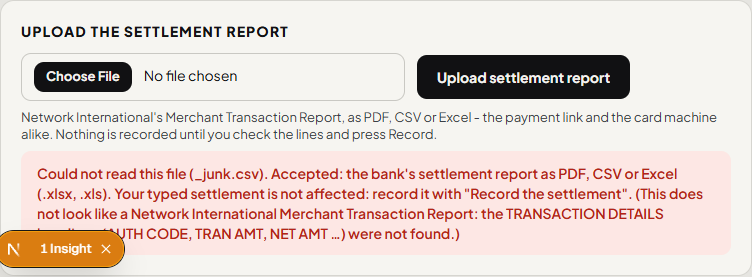 UPLOAD THE SETTLEMENT REPORT
Choose File No file chosen
Upload settlement report
Network International's Merchant Transaction Report, as PDF, CSV or Excel - the payment link and the card machine
alike. Nothing is recorded until you check the lines and press Record.
Could not read this file (_junk.csv). Accepted: the bank's settlement report as PDF, CSV or Excel
(.xlsx, .xls). Your typed settlement is not affected: record it with "Record the settlement". (This does
not look like a Network International Merchant Transaction Report: the TRANSACTION DETAILS
AUTH CODE, TRAN AMT, NET AMT …) were not found.)
N 1 Insight ×